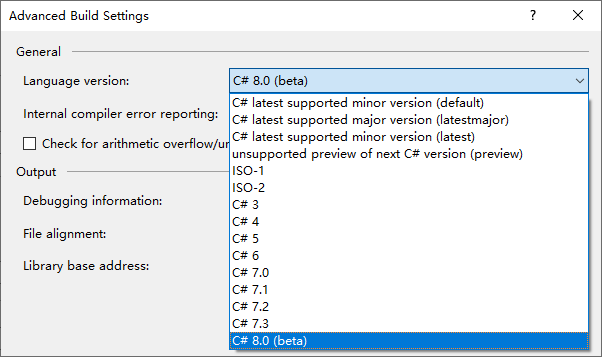 Advanced Build Settings
?
General
Language version:
C# 8.0 (beta)
C# latest supported minor version (default)
Internal compiler error reporting:
C# latest supported major version (latestmajor)
C# latest supported minor version (latest)
Check for arithmetic overflow/un
unsupported preview of next C# version (preview)
ISO-1
Output
ISO-2
Debugging information:
C# 3
C# 4
File alignment:
C# 5
C# 6
Library base address:
C# 7.0
C# 7.1
C# 7.2
C# 7.3
C# 8.0 (beta)